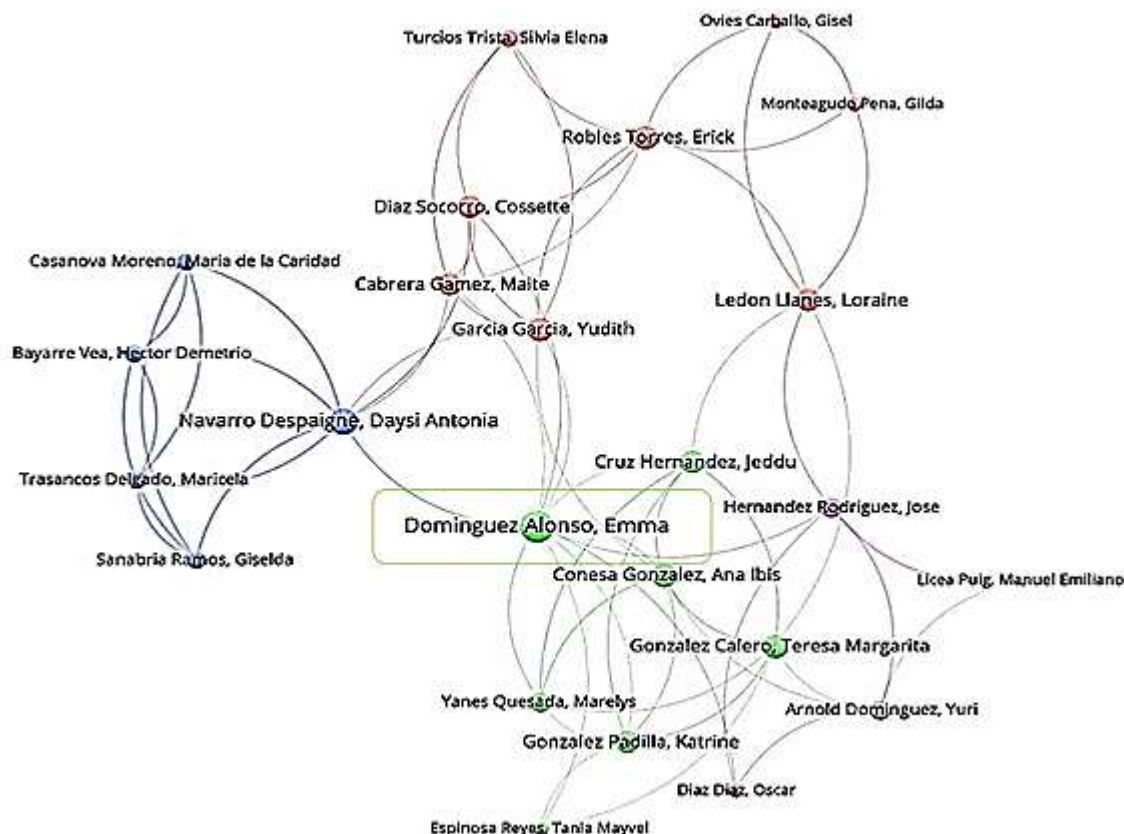 Ovies Carballo, Gisel
Turcios Trista, Silvia Elena
Monteagudo Pena, Gilda
Robles Torres, Erick
Diaz Socorro, Cossette
Casanova Moreno, Maria de la Caridad
Cabrera Gamez, Maite
Ledon Llanes, Loraine
Garcia Garcia, Yudith
Bayarre Vea, Hector Demetrio
Navarro Despaigne, Daysi Antonia
Cruz Hernandez, Jeddu
Trasancos Delgado, Maricela
Hernandez Rodriguez, Jose
Dominguez Alonso, Emma
Sanabria Ramos, Giselda
Conesa Gonzalez, Ana Ibis
Licea Puig, Manuel Emiliano
Gonzalez Calero, Teresa Margarita
Yanes Quesada, Marelys
Arnold Dominguez, Yuri
Gonzalez Padilla, Katrine
Diaz Diaz, Oscar
Espinosa Reyes, Tania Mayvel